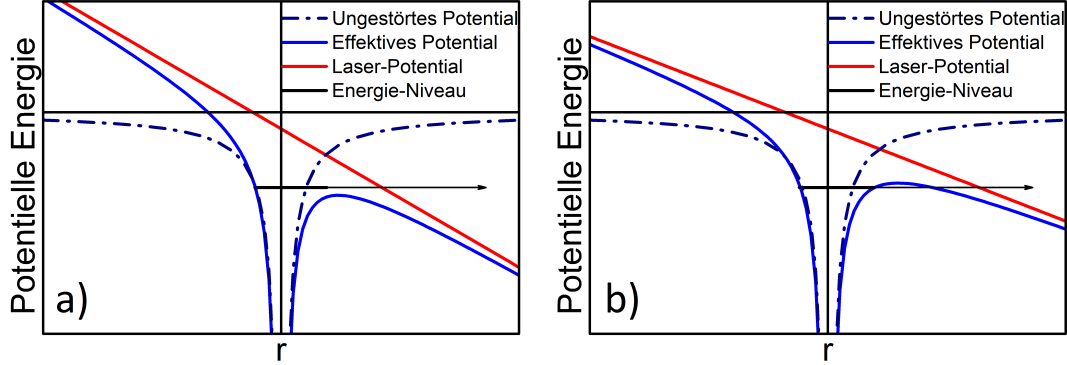 Potentielle Energie
Ungestörtes Potential
Effektives Potential
Laser-Potential
Energie-Niveau
a)
r
Potentielle Energie
Ungestörtes Potential
Effektives Potential
Laser-Potential
Energie-Niveau
b)
r